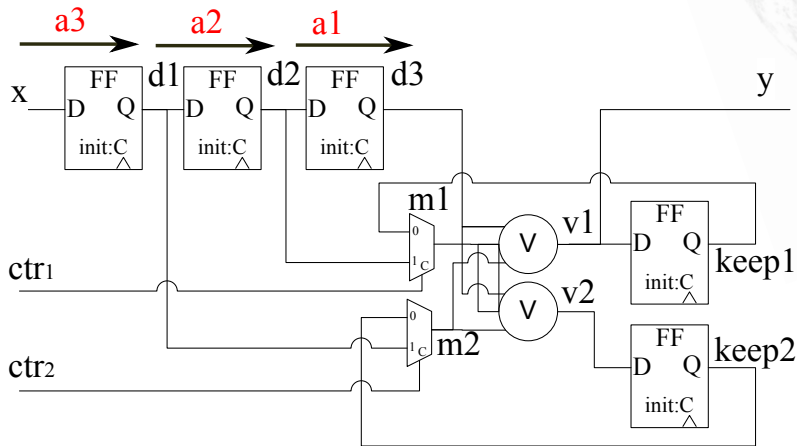 a3 a2 a1
x FF d1 FF d2 FF d3 y
D Q D Q D Q
init:C init:C init:C
m1
0 v1 FF
V D Q keep1
1 C init:C
ctr1
0 v2
V FF
1 C m2 D Q keep2
ctr2 init:C